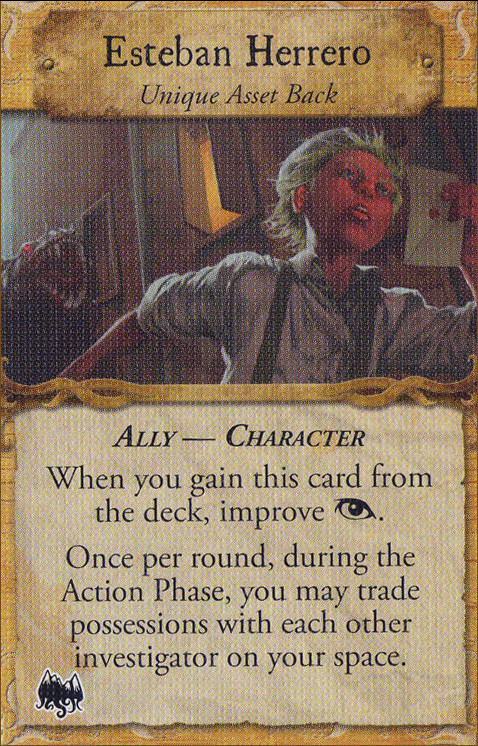 Esteban Herrero
Unique Asset Back
Ally — Character
When you gain this card from
the deck, improve .
Once per round, during the
Action Phase, you may trade
possessions with each other
investigator on your space.